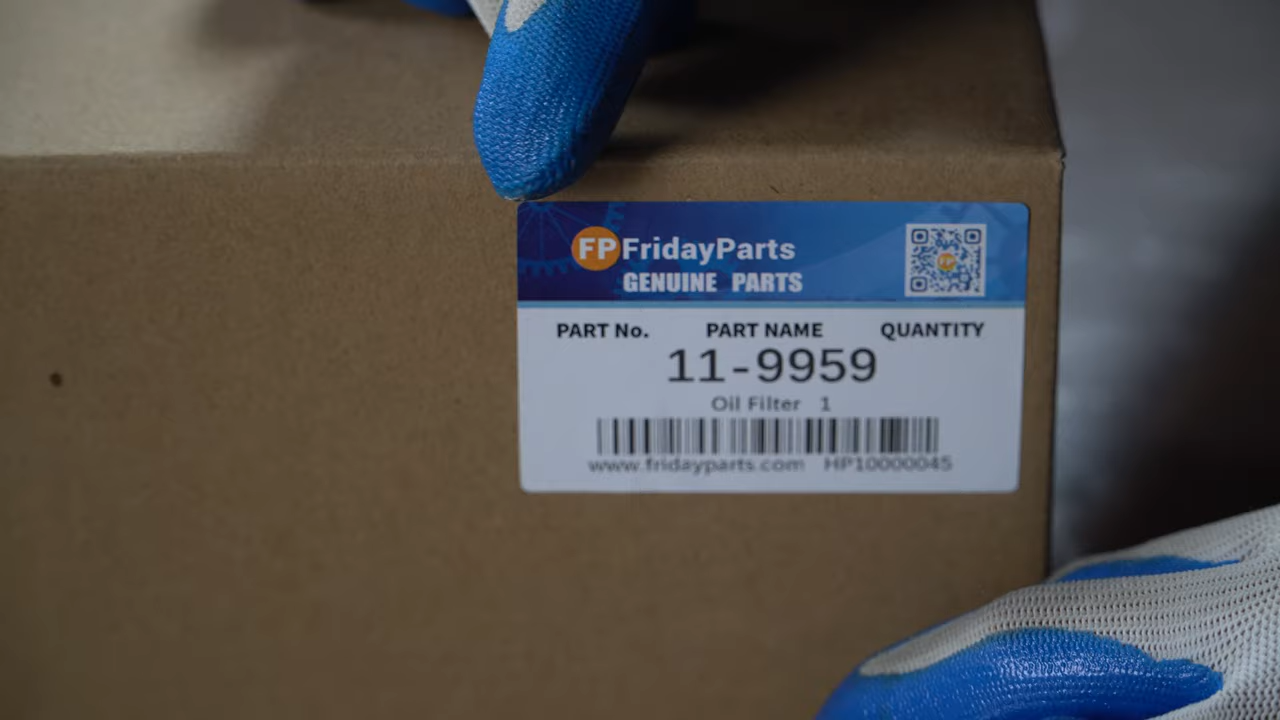 FP FridayParts
GENUINE PARTS
PART No. PART NAME QUANTITY
11-9959
Oil Filter 1
www.fridayparts.com HP10000045